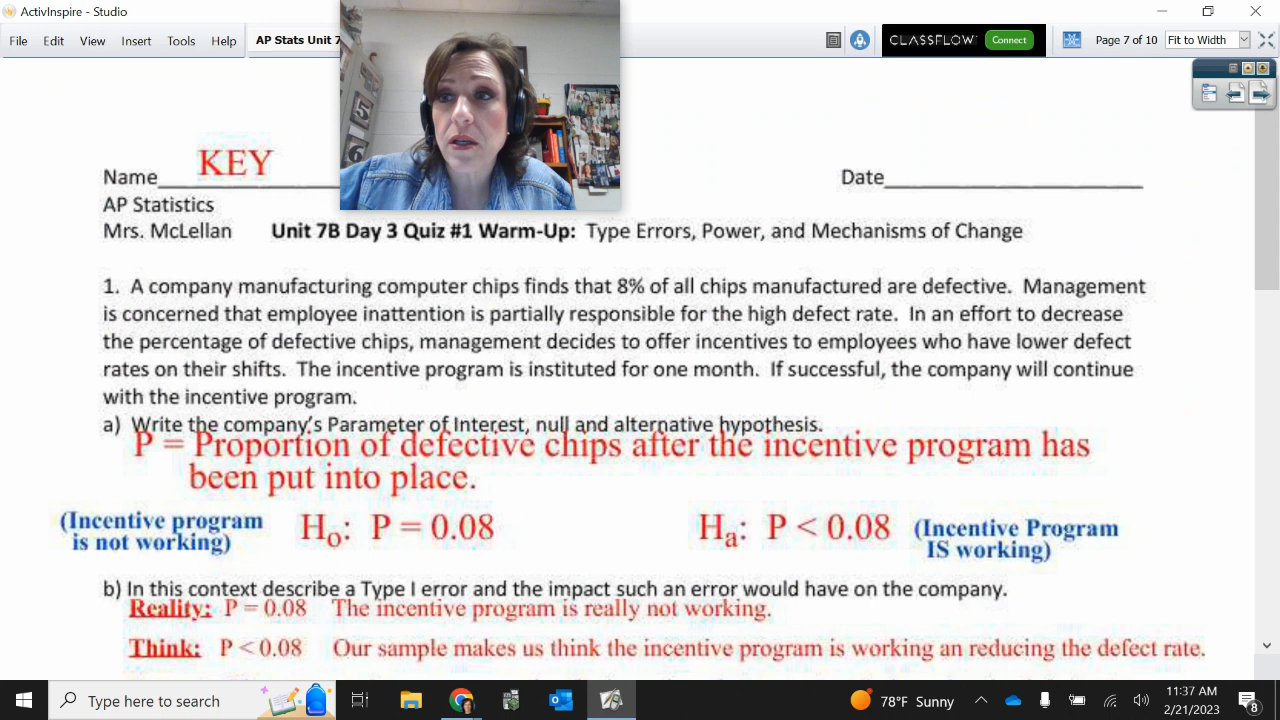 ActivInspire - Studio
File Edit View Insert Tools Help AP Stats Unit 7
CLASSFLOW Connect Page 7 of 10 Fit to Width
5
6
Name KEY Date
AP Statistics
Mrs. McLellan Unit 7B Day 3 Quiz #1 Warm-Up: Type Errors, Power, and Mechanisms of Change
1. A company manufacturing computer chips finds that 8% of all chips manufactured are defective. Management
is concerned that employee inattention is partially responsible for the high defect rate. In an effort to decrease
the percentage of defective chips, management decides to offer incentives to employees who have lower defect
rates on their shifts. The incentive program is instituted for one month. If successful, the company will continue
with the incentive program.
a) Write the company's Parameter of Interest, null and alternative hypothesis.
P = Proportion of defective chips after the incentive program has
been put into place.
(Incentive program
is not working)
Ho: P = 0.08
Ha: P < 0.08
(Incentive Program
IS working)
b) In this context describe a Type I error and the impact such an error would have on the company.
Reality: P = 0.08 The incentive program is really not working.
Think: P < 0.08 Our sample makes us think the incentive program is working an reducing the defect rate.
Type here to search
78°F Sunny
11:37 AM
2/21/2023
8